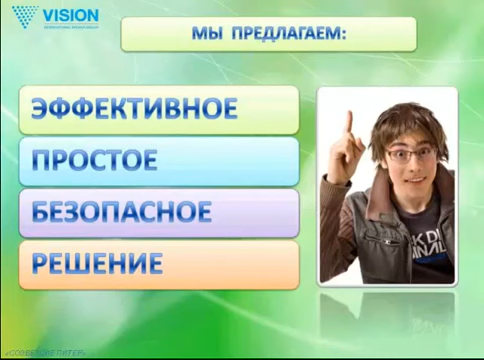 VISION
МЫ ПРЕДЛАГАЕМ:
ЭФФЕКТИВНОЕ
ПРОСТОЕ
БЕЗОПАСНОЕ
РЕШЕНИЕ